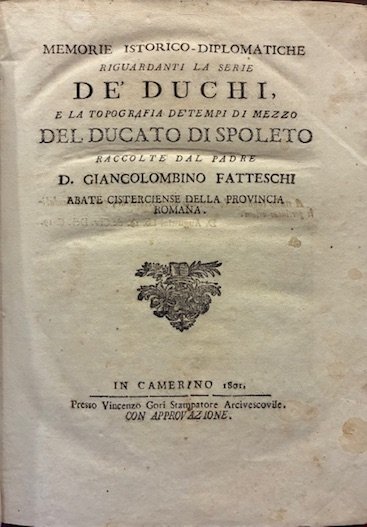 MEMORIE ISTORICO-DIPLOMATICHE
RIGUARDANTI LA SERIE
DE' DUCHI,
E LA TOPOGRAFIA DE' TEMPI DI MEZZO
DEL DUCATO DI SPOLETO
RACCOLTE DAL PADRE
D. GIANCOLOMBINO FATTESCHI
ABATE CISTERCIENSE DELLA PROVINCIA
ROMANA.
IN CAMERINO 1801,
Presso Vincenzo Gori Stampatore Arcivescovile.
CON APPROVAZIONE.